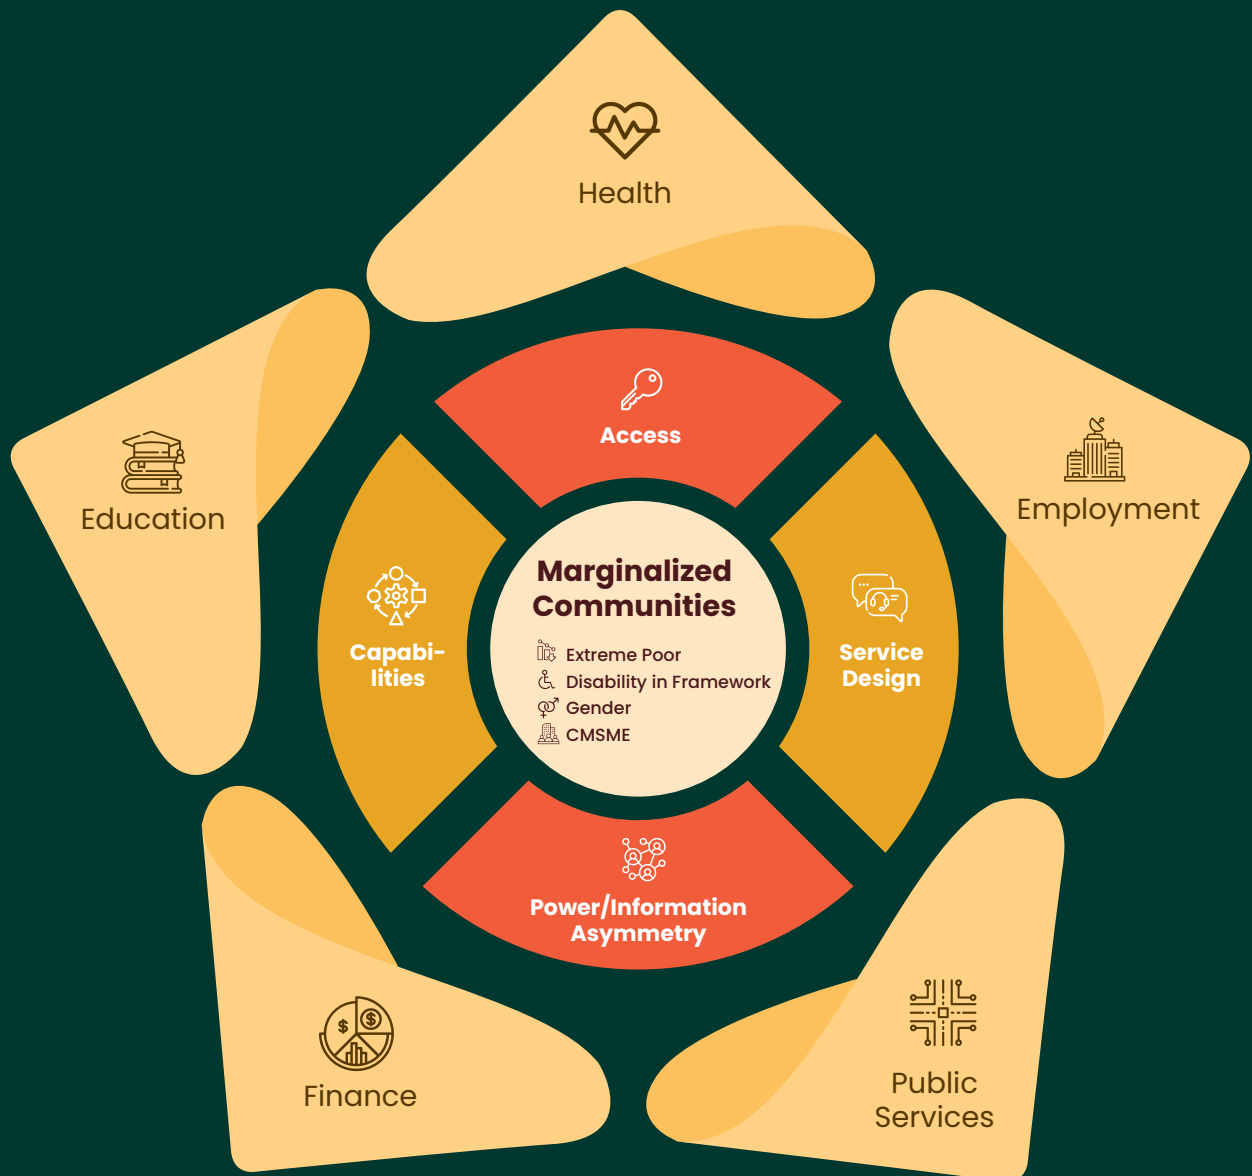 Health
Access
Education
Employment
Marginalized
Communities
Extreme Poor
Disability in Framework
Gender
CMSME
Capabi-
lities
Service
Design
Power/Information
Asymmetry
Finance
Public
Services